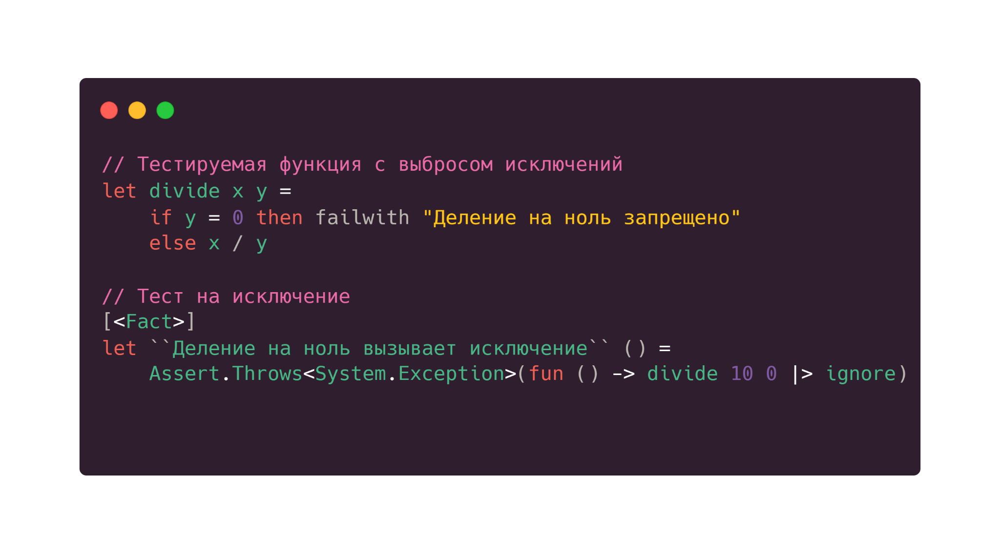 // Тестируемая функция с выбросом исключений
let divide x y =
    if y = 0 then failwith "Деление на ноль запрещено"
    else x / y

// Тест на исключение
[<Fact>]
let ``Деление на ноль вызывает исключение`` () =
    Assert.Throws<System.Exception>(fun () -> divide 10 0 |> ignore)